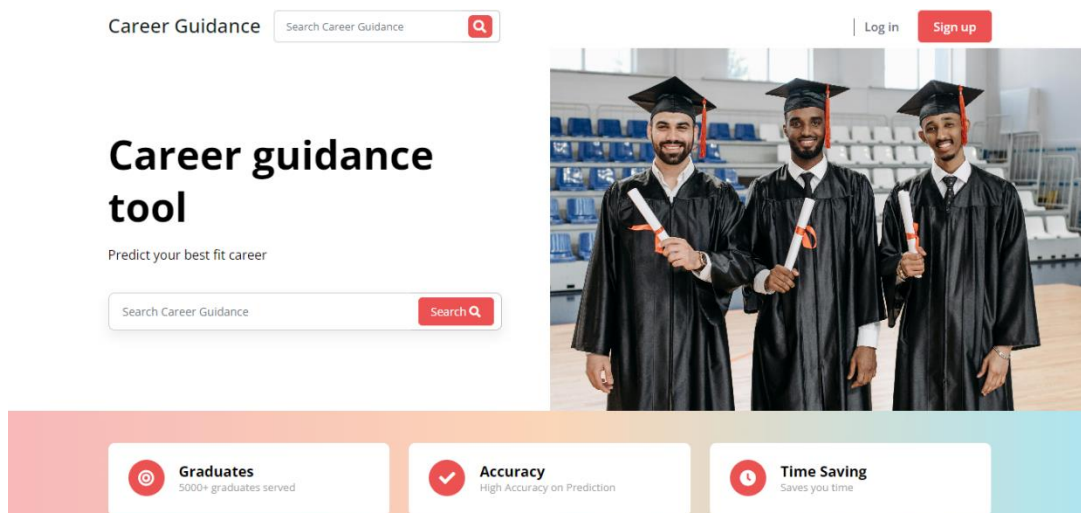 Career Guidance
Search Career Guidance
Log in
Sign up
Career guidance
tool
Predict your best fit career
Search Career Guidance
Search
Graduates
5000+ graduates served
Accuracy
High Accuracy on Prediction
Time Saving
Saves you time